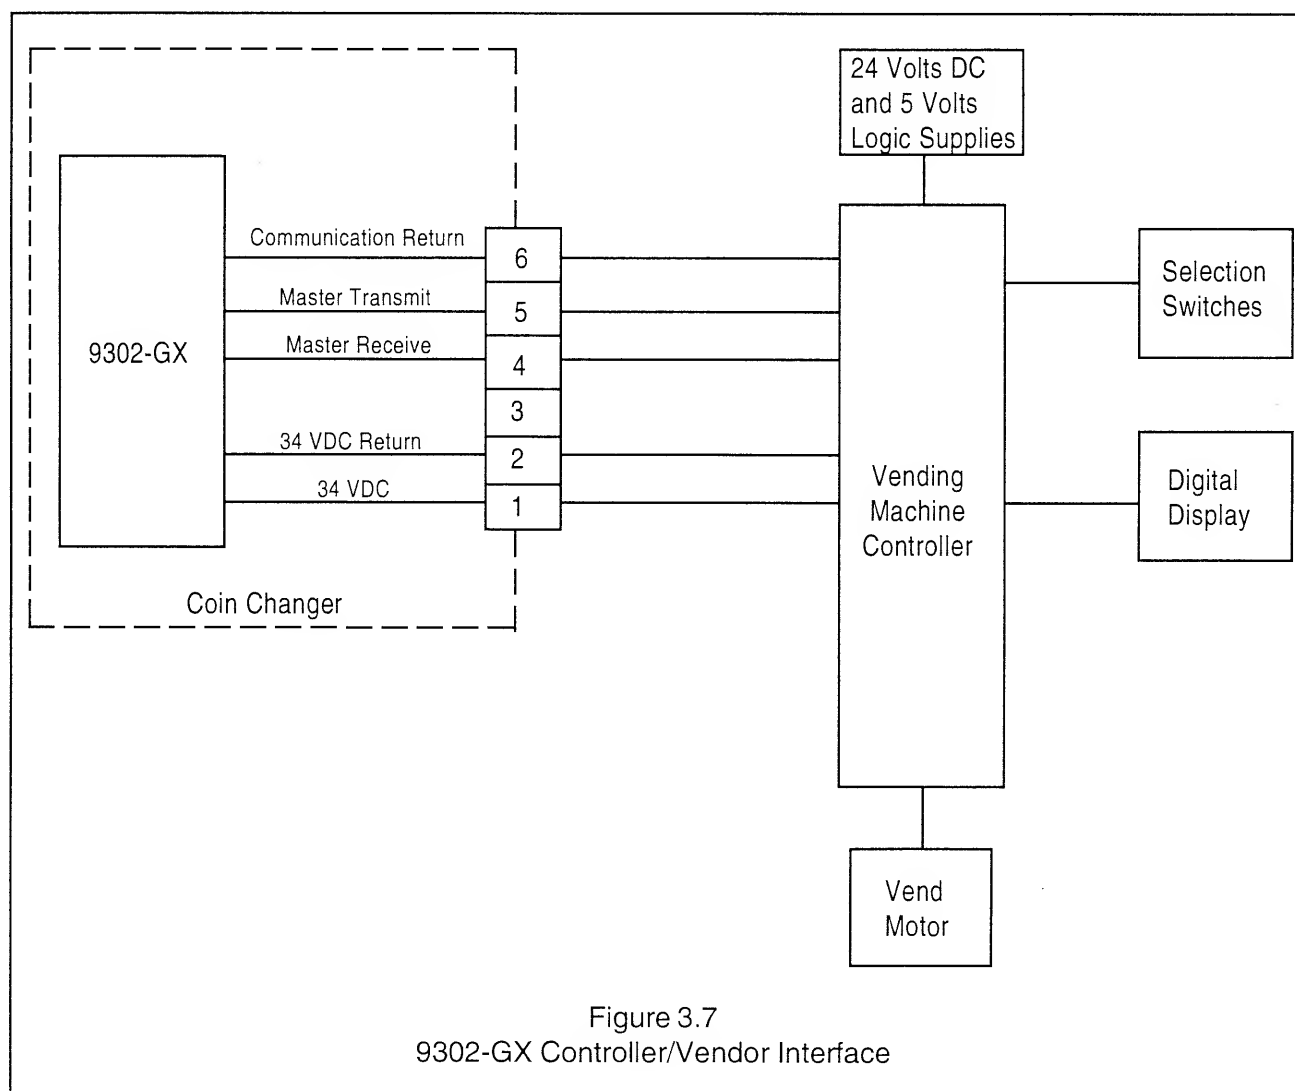 24 Volts DC
and 5 Volts
Logic Supplies
Communication Return
6
Master Transmit
5
Master Receive
4
3
34 VDC Return
2
34 VDC
1
9302-GX
Coin Changer
Vending
Machine
Controller
Selection
Switches
Digital
Display
Vend
Motor
Figure 3.7
9302-GX Controller/Vendor Interface